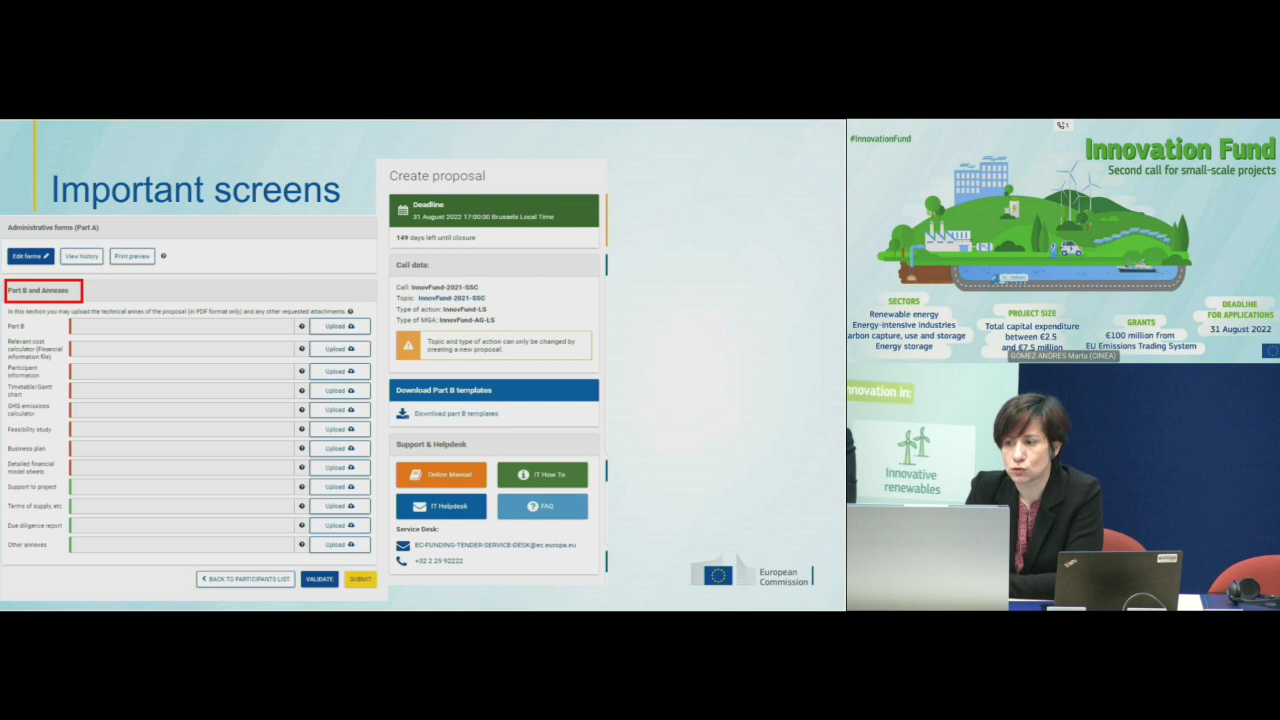 Important screens
Administrative forms (Part A)
Edit forms
View history
Print preview
Part B and Annexes
In this section you may upload the technical annex of the proposal (in PDF format only) and any other requested attachments.
Part B
Upload
Relevant cost
calculator (Financial
information file)
Upload
Participant
information
Upload
Timetable/Gantt
chart
Upload
GHG emissions
calculator
Upload
Feasibility study
Upload
Business plan
Upload
Detailed financial
model sheets
Upload
Support to project
Upload
Terms of supply, etc
Upload
Due diligence report
Upload
Other annexes
Upload
BACK TO PARTICIPANTS LIST
VALIDATE
SUBMIT
Create proposal
Deadline
31 August 2022 17:00:00 Brussels Local Time
149 days left until closure
Call data:
Call: InnovFund-2021-SSC
Topic: InnovFund-2021-SSC
Type of action: InnovFund-LS
Type of MGA: InnovFund-AG-LS
Topic and type of action can only be changed by
creating a new proposal.
Download Part B templates
Download part B templates
Support & Helpdesk
Online Manual
IT How To
IT Helpdesk
FAQ
Service Desk:
EC-FUNDING-TENDER-SERVICE-DESK@ec.europa.eu
+32 2 29 92222
European
Commission
#InnovationFund
Innovation Fund
Second call for small-scale projects
SECTORS
Renewable energy
Energy-intensive industries
arbon capture, use and storage
Energy storage
PROJECT SIZE
Total capital expenditure
between €2.5
and €7.5 million
GRANTS
€100 million from
EU Emissions Trading System
DEADLINE
FOR APPLICATIONS
31 August 2022
GOMEZ ANDRES Marta (CINEA)
nnovation in:
Innovative
renewables